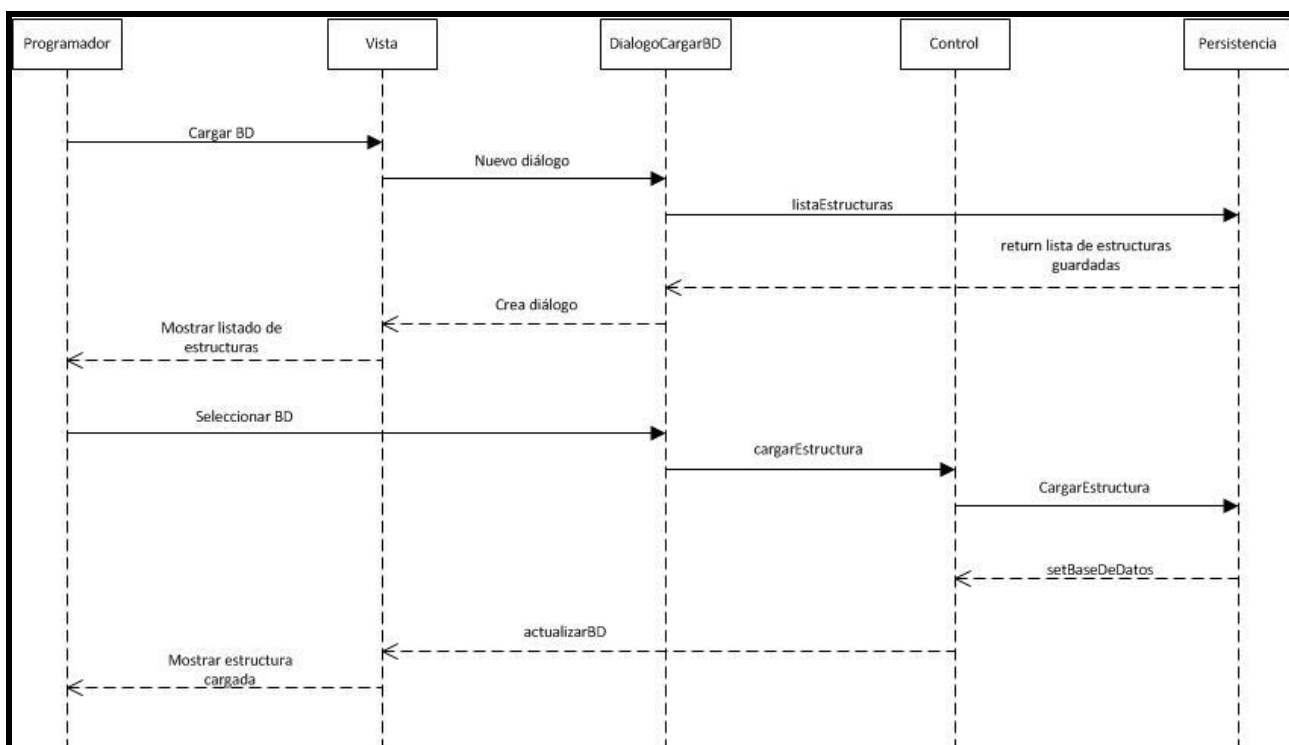 Programador
Vista
DialogoCargarBD
Control
Persistencia
Cargar BD
Nuevo diálogo
listaEstructuras
return lista de estructuras
guardadas
Crea diálogo
Mostrar listado de
estructuras
Seleccionar BD
cargarEstructura
CargarEstructura
setBaseDeDatos
actualizarBD
Mostrar estructura
cargada